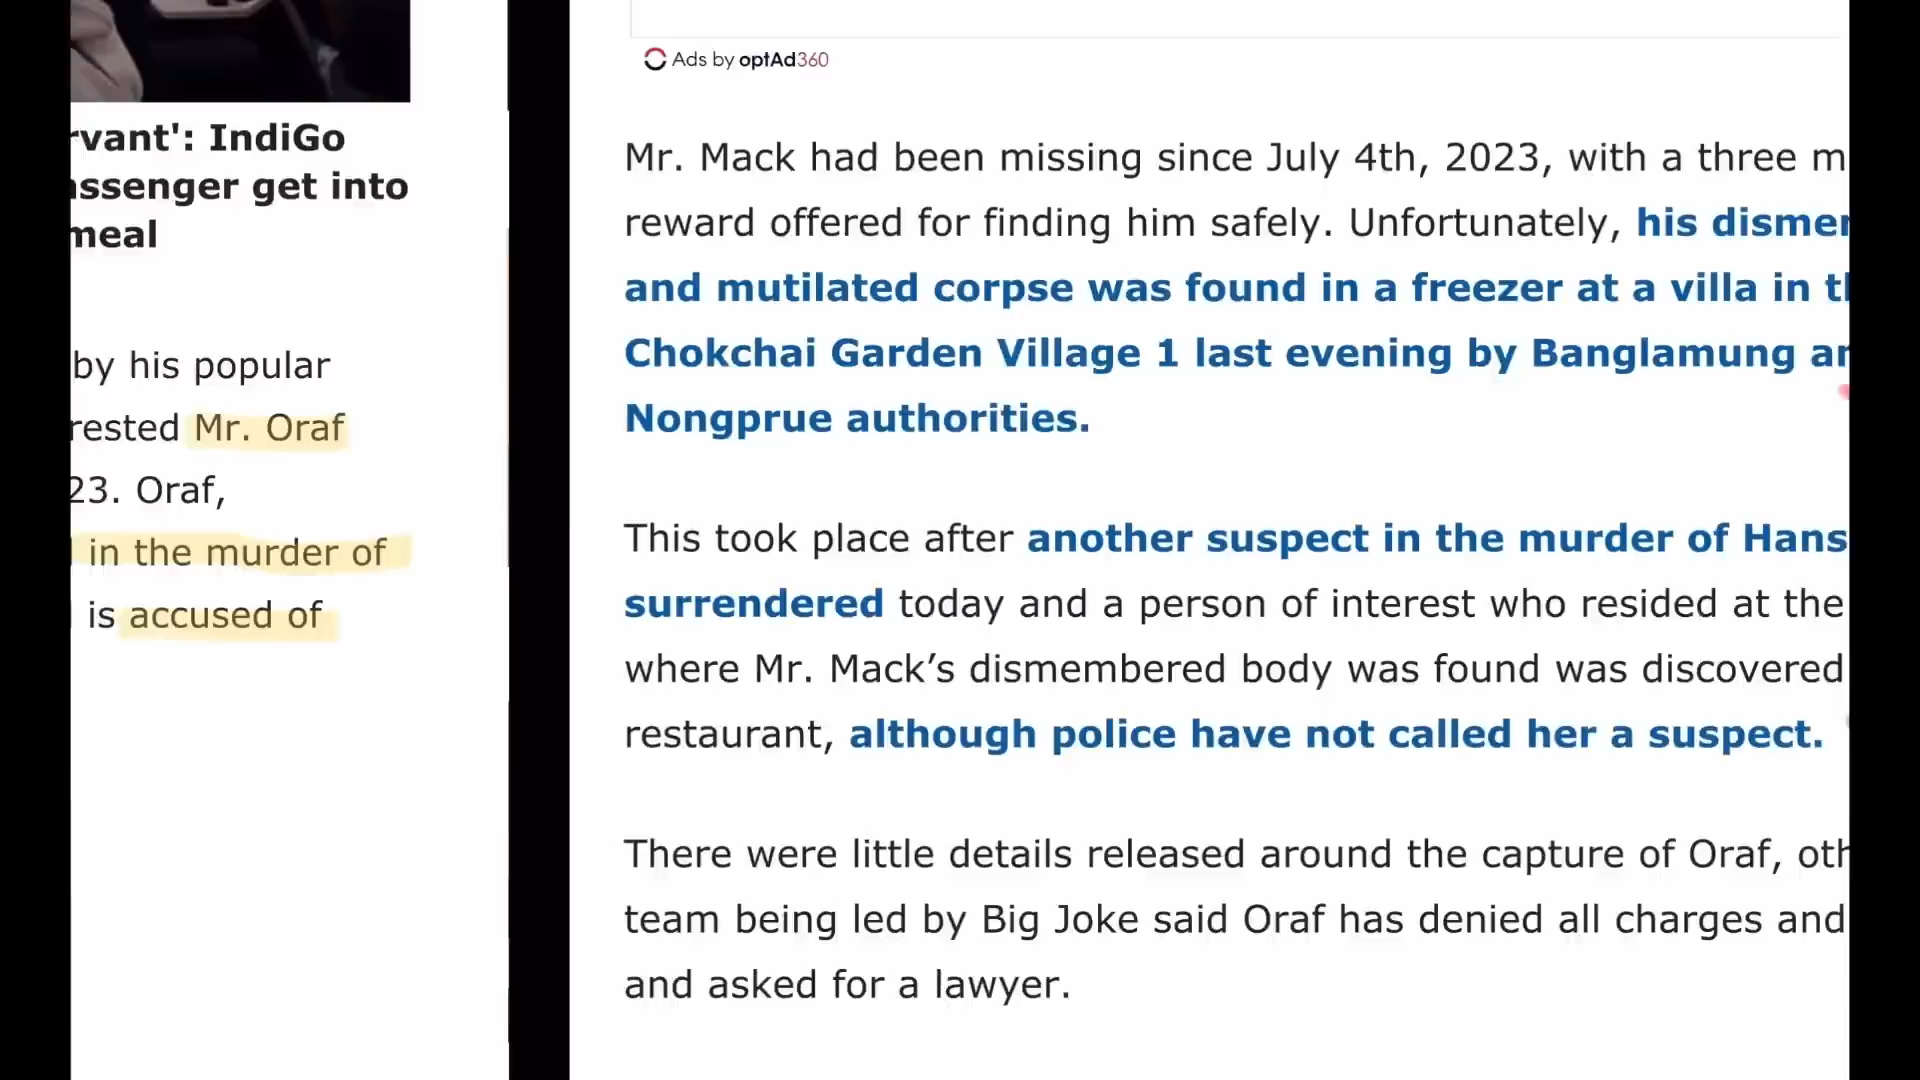 rvant': IndiGo
assenger get into
meal
by his popular
rested Mr. Oraf
23. Oraf,
in the murder of
is accused of
Ads by optAd360
Mr. Mack had been missing since July 4th, 2023, with a three m
reward offered for finding him safely. Unfortunately, his dismer
and mutilated corpse was found in a freezer at a villa in th
Chokchai Garden Village 1 last evening by Banglamung an
Nongprue authorities.
This took place after another suspect in the murder of Hans
surrendered today and a person of interest who resided at the
where Mr. Mack’s dismembered body was found was discovered
restaurant, although police have not called her a suspect.
There were little details released around the capture of Oraf, oth
team being led by Big Joke said Oraf has denied all charges and
and asked for a lawyer.